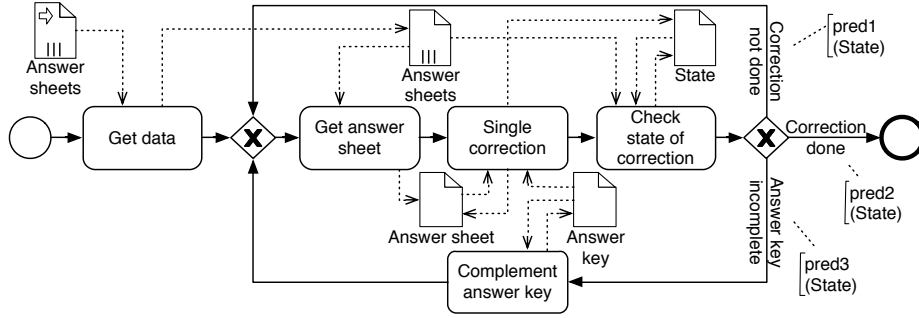 Answer
sheets
Answer
sheets
State
Correction
not done
pred1
(State)
Get data
X
Get answer
sheet
Single
correction
Check
state of
correction
X
Correction
done
pred2
(State)
Answer key
incomplete
pred3
(State)
Answer sheet
Answer
key
Complement
answer key